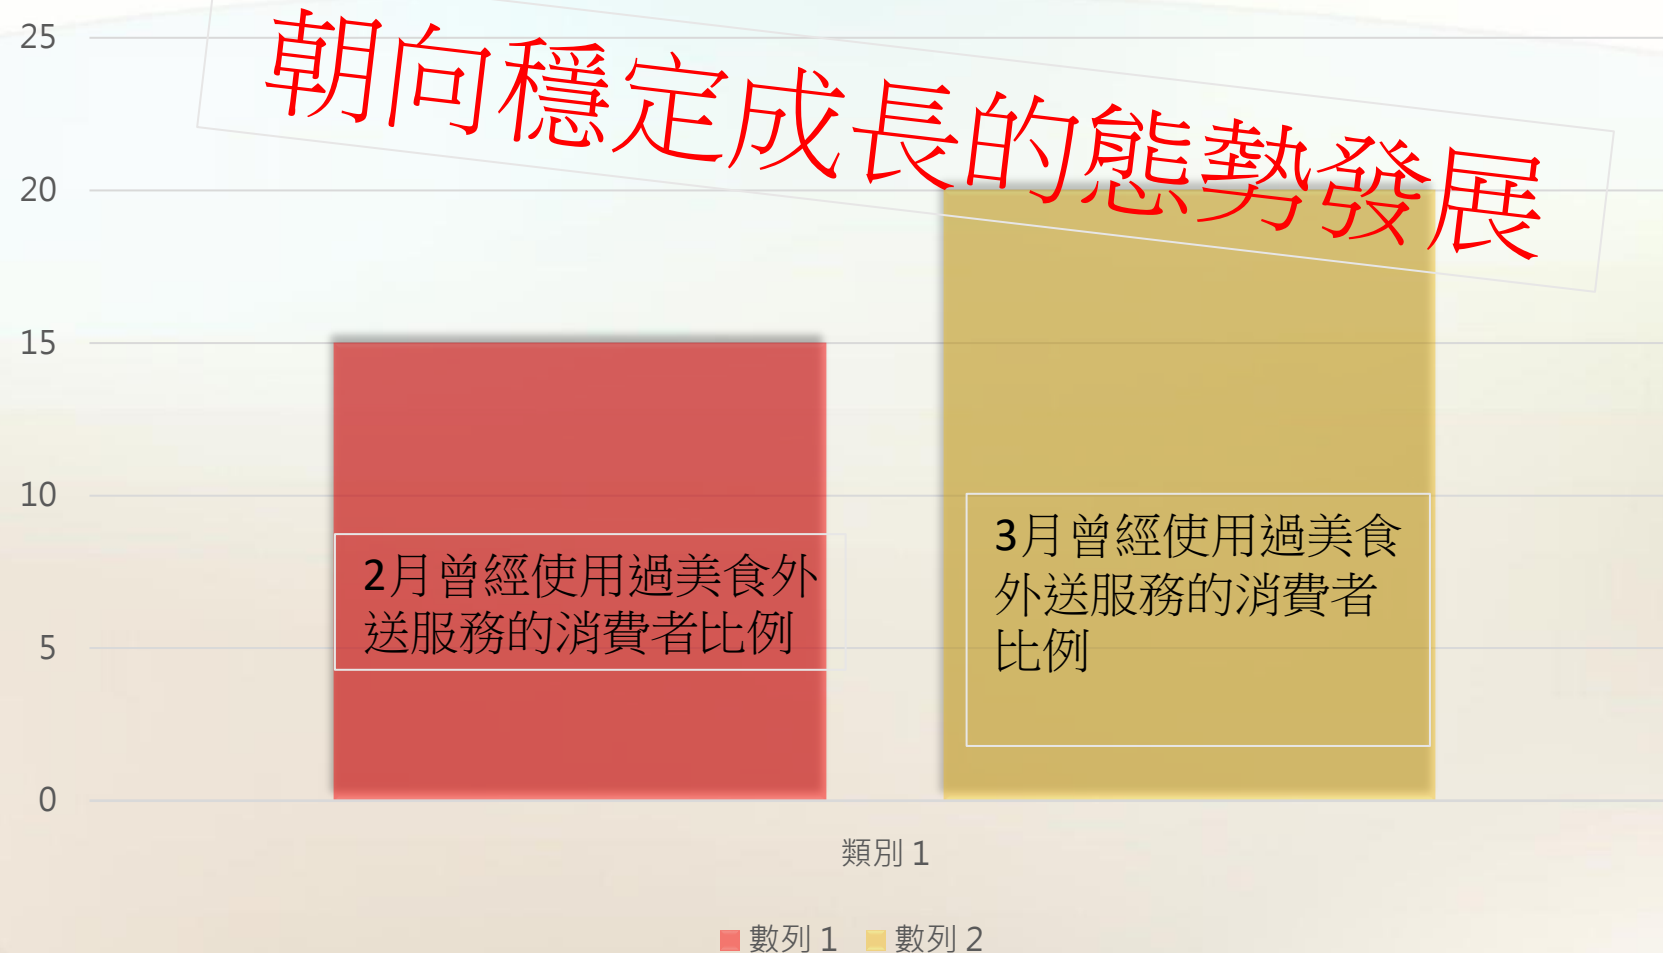 朝向穩定成長的態勢發展
25
20
15
10
5
0
2月曾經使用過美食外
送服務的消費者比例
3月曾經使用過美食
外送服務的消費者
比例
類別 1
數列 1 數列 2